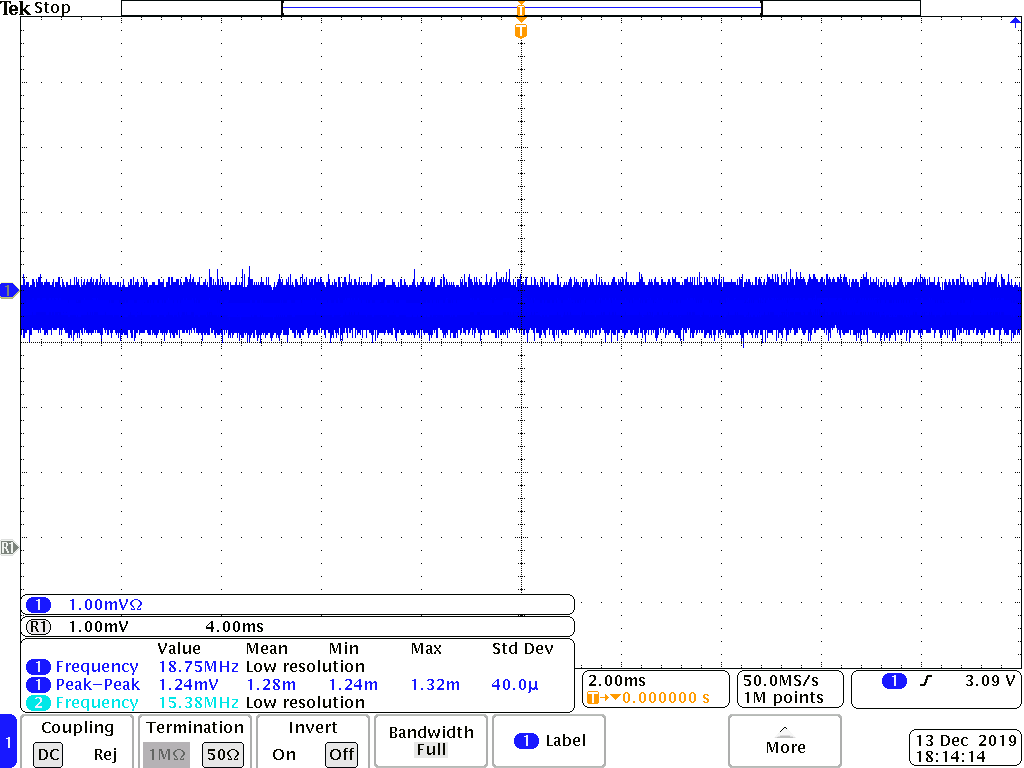 Tek Stop
T
T
1
R1
1 1.00mVΩ
R1 1.00mV 4.00ms
Value Mean Min Max Std Dev
1 Frequency 18.75MHz Low resolution
1 Peak−Peak 1.24mV 1.28m 1.24m 1.32m 40.0µ
2 Frequency 15.38MHz Low resolution
2.00ms
T→▼0.000000 s
50.0MS/s
1M points
1 ƒ 3.09 V
1
Coupling
DC Rej
Termination
1MΩ 50Ω
Invert
On Off
Bandwidth
Full
1 Label
More
13 Dec 2019
18:14:14